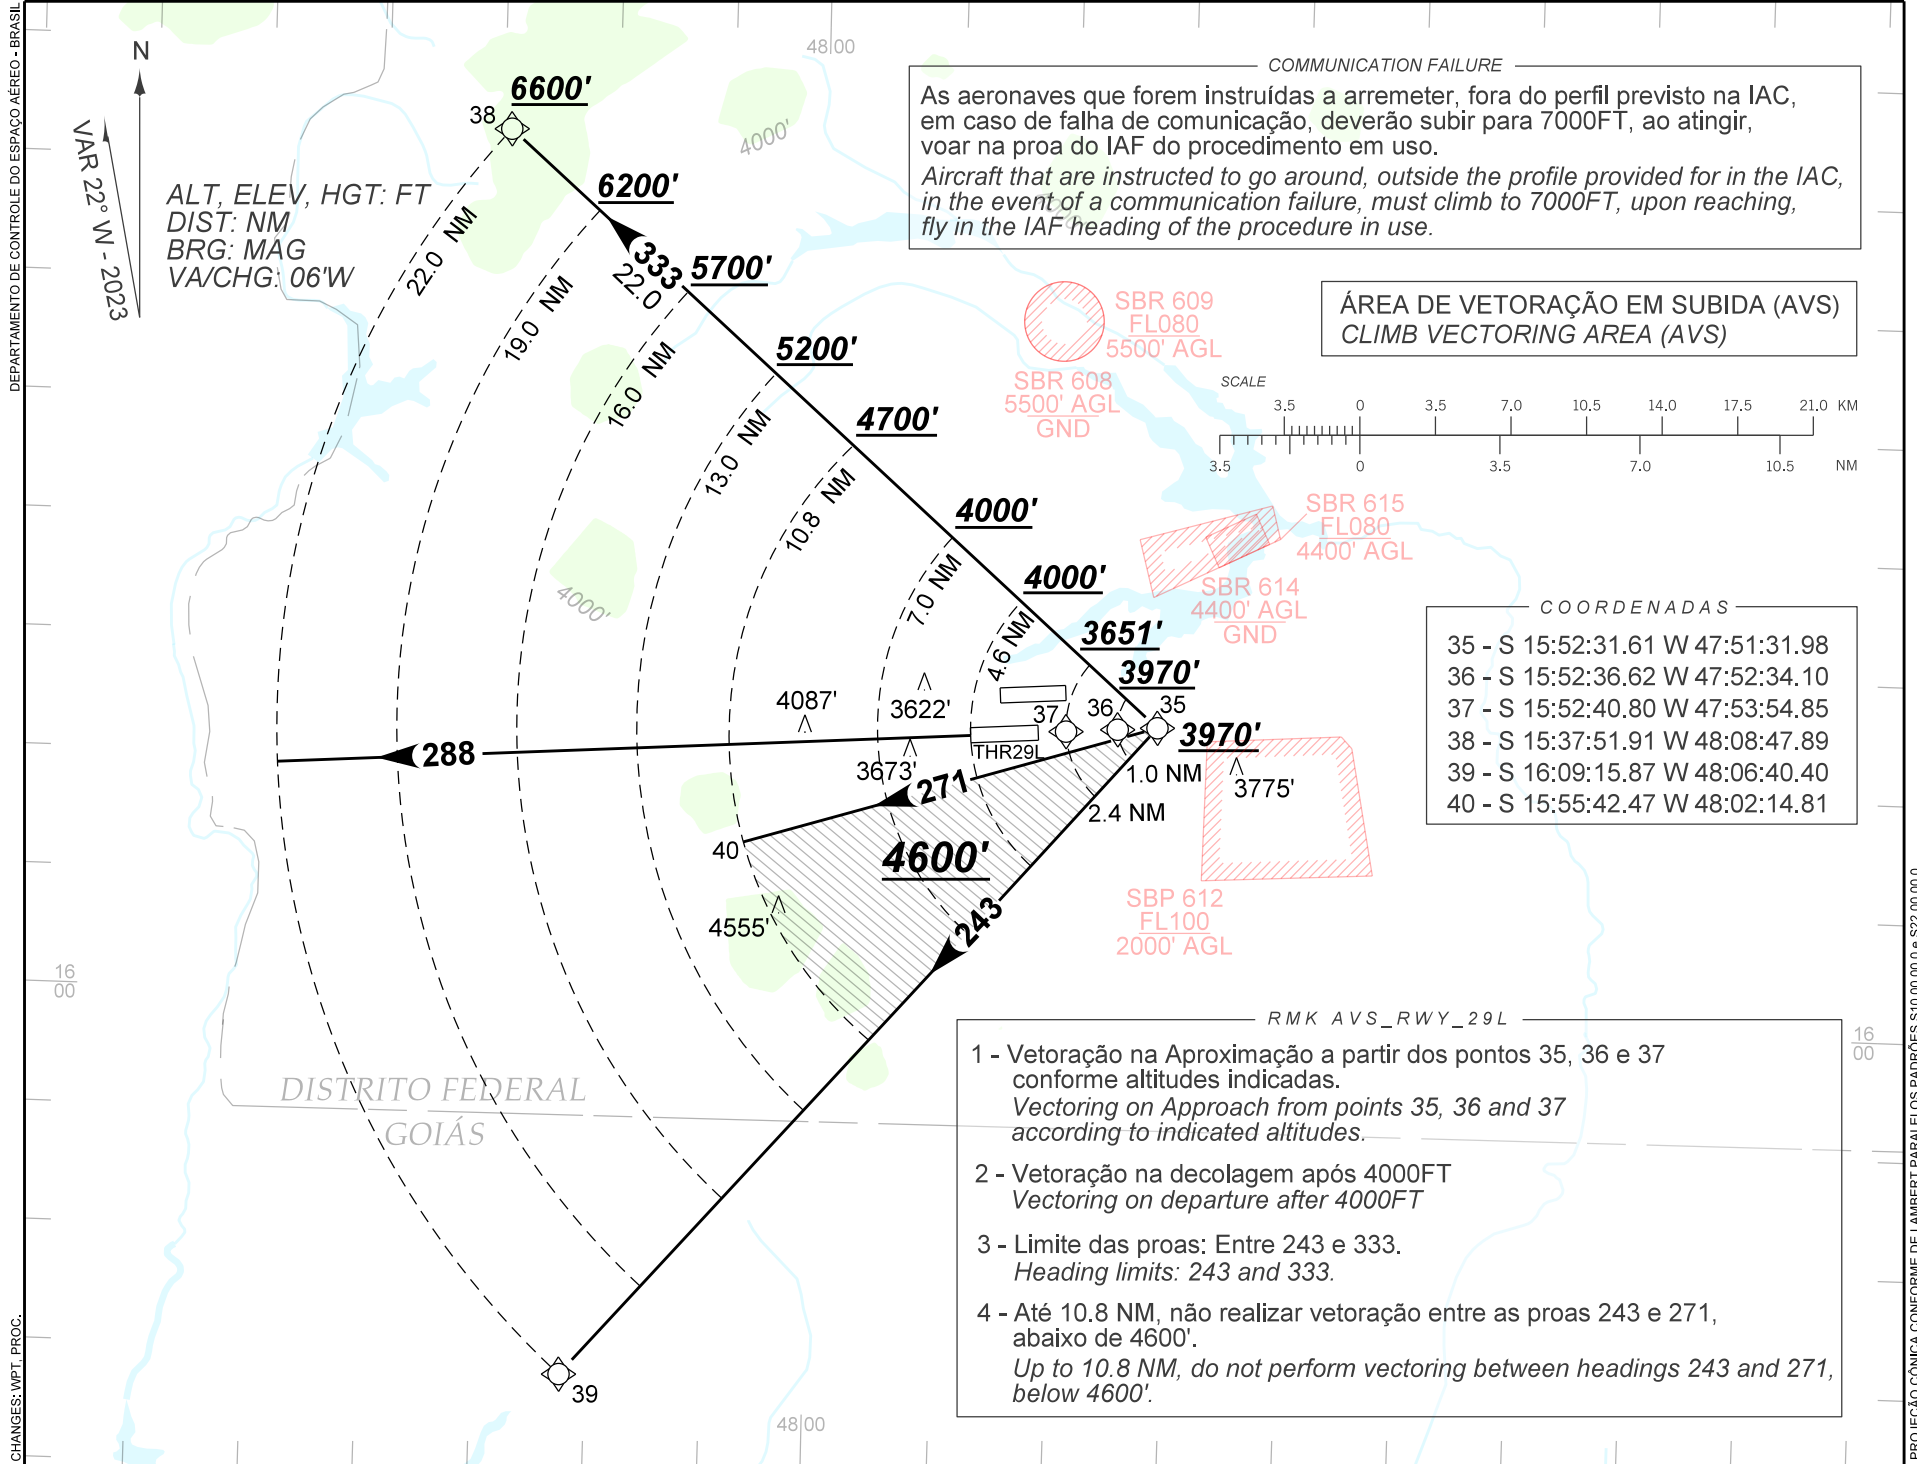 DEPARTAMENTO DE CONTROLE DO ESPAÇO AÉREO - BRASIL
CHANGES: WPT, PROC.
N
VAR 22° W - 2023
ALT, ELEV, HGT: FT
DIST: NM
BRG: MAG
VA/CHG: 06'W
48 00
4000'
COMMUNICATION FAILURE
As aeronaves que forem instruídas a arremeter, fora do perfil previsto na IAC,
em caso de falha de comunicação, deverão subir para 7000FT, ao atingir,
voar na proa do IAF do procedimento em uso.
Aircraft that are instructed to go around, outside the profile provided for in the IAC,
in the event of a communication failure, must climb to 7000FT, upon reaching,
fly in the IAF heading of the procedure in use.
ÁREA DE VETORAÇÃO EM SUBIDA (AVS)
CLIMB VECTORING AREA (AVS)
SCALE
3.5 0 3.5 7.0 10.5 14.0 17.5 21.0 KM
3.5 0 3.5 7.0 10.5 NM
38
6600'
6200'
5700'
5200'
4700'
4000'
4000'
3651'
3970'
3970'
333
22.0
22.0 NM
19.0 NM
16.0 NM
13.0 NM
10.8 NM
7.0 NM
4.6 NM
2.4 NM
1.0 NM
SBR 609
FL080
5500' AGL
SBR 608
5500' AGL
GND
SBR 615
FL080
4400' AGL
SBR 614
4400' AGL
GND
SBP 612
FL100
2000' AGL
4000'
4087'
3622'
3673'
3775'
4555'
THR29L
37
36
35
288
271
243
4600'
40
39
16
00
16
00
48 00
DISTRITO FEDERAL
GOIÁS
COORDENADAS
35 - S 15:52:31.61 W 47:51:31.98
36 - S 15:52:36.62 W 47:52:34.10
37 - S 15:52:40.80 W 47:53:54.85
38 - S 15:37:51.91 W 48:08:47.89
39 - S 16:09:15.87 W 48:06:40.40
40 - S 15:55:42.47 W 48:02:14.81
RMK AVS_RWY_29L
1 - Vetoração na Aproximação a partir dos pontos 35, 36 e 37
conforme altitudes indicadas.
Vectoring on Approach from points 35, 36 and 37
according to indicated altitudes.
2 - Vetoração na decolagem após 4000FT
Vectoring on departure after 4000FT
3 - Limite das proas: Entre 243 e 333.
Heading limits: 243 and 333.
4 - Até 10.8 NM, não realizar vetoração entre as proas 243 e 271,
abaixo de 4600'.
Up to 10.8 NM, do not perform vectoring between headings 243 and 271,
below 4600'.
PROJEÇÃO CÔNICA CONFORME DE LAMBERT PARALELOS PADRÕES S10 00 00.0 e S22 00 00.0